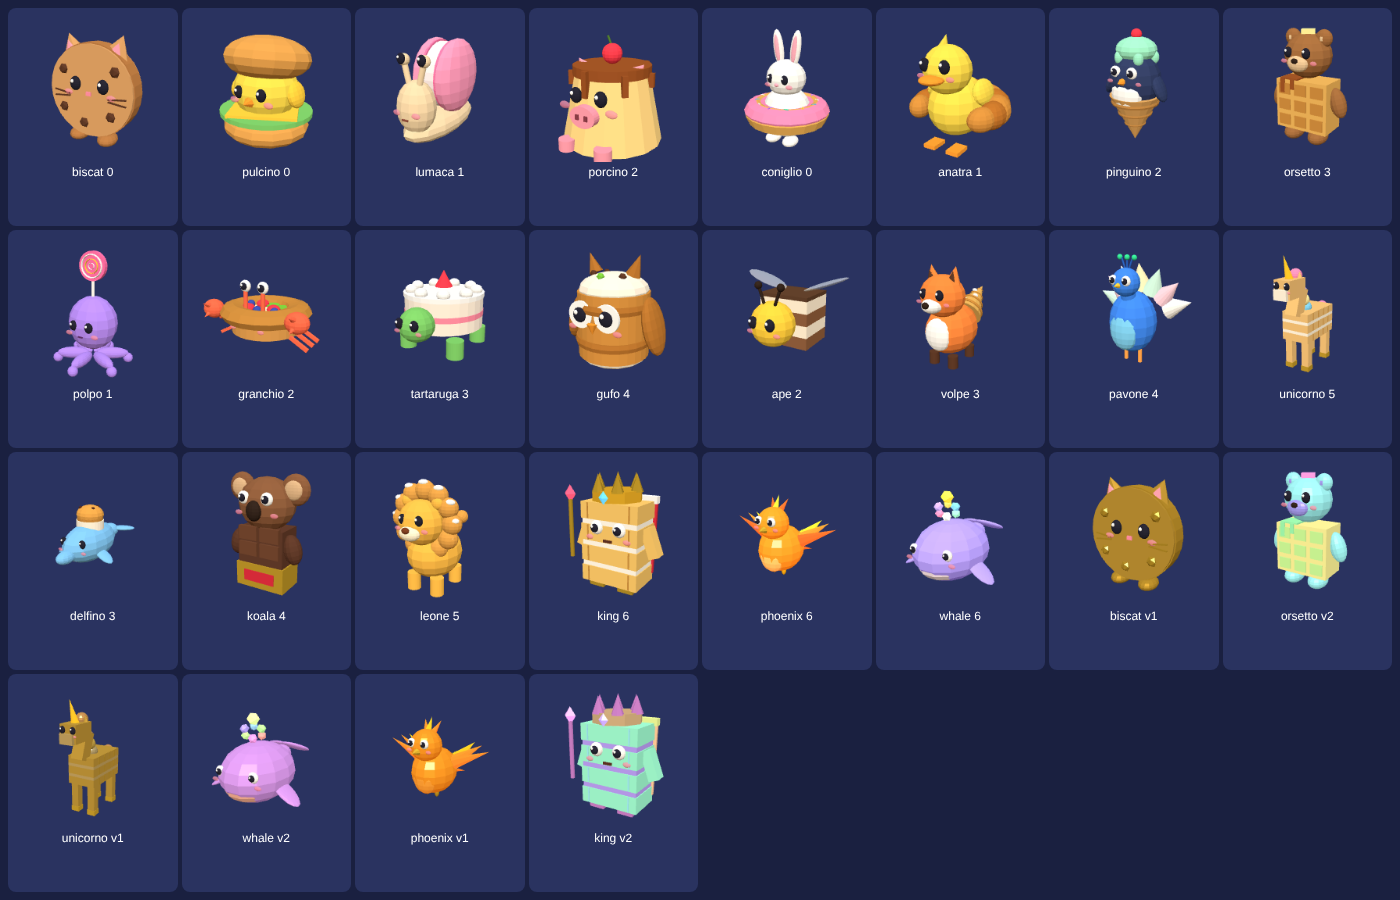 biscat 0
pulcino 0
lumaca 1
porcino 2
coniglio 0
anatra 1
pinguino 2
orsetto 3
polpo 1
granchio 2
tartaruga 3
gufo 4
ape 2
volpe 3
pavone 4
unicorno 5
delfino 3
koala 4
leone 5
king 6
phoenix 6
whale 6
biscat v1
orsetto v2
unicorno v1
whale v2
phoenix v1
king v2